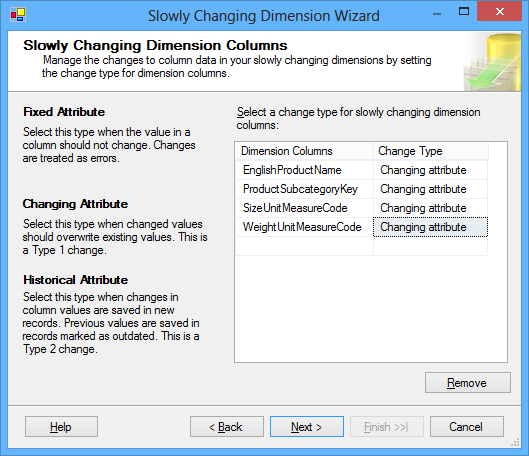 Slowly Changing Dimension Wizard
Slowly Changing Dimension Columns
Manage the changes to column data in your slowly changing dimensions by setting
the change type for dimension columns.
Fixed Attribute
Select this type when the value in a
column should not change. Changes
are treated as errors.
Changing Attribute
Select this type when changed values
should overwrite existing values. This is
a Type 1 change.
Historical Attribute
Select this type when changes in
column values are saved in new
records. Previous values are saved in
records marked as outdated. This is a
Type 2 change.
Select a change type for slowly changing dimension
columns:
Dimension Columns Change Type
EnglishProductName Changing attribute
ProductSubcategoryKey Changing attribute
SizeUnitMeasureCode Changing attribute
WeightUnitMeasureCode Changing attribute
Remove
Help < Back Next > Finish >>| Cancel